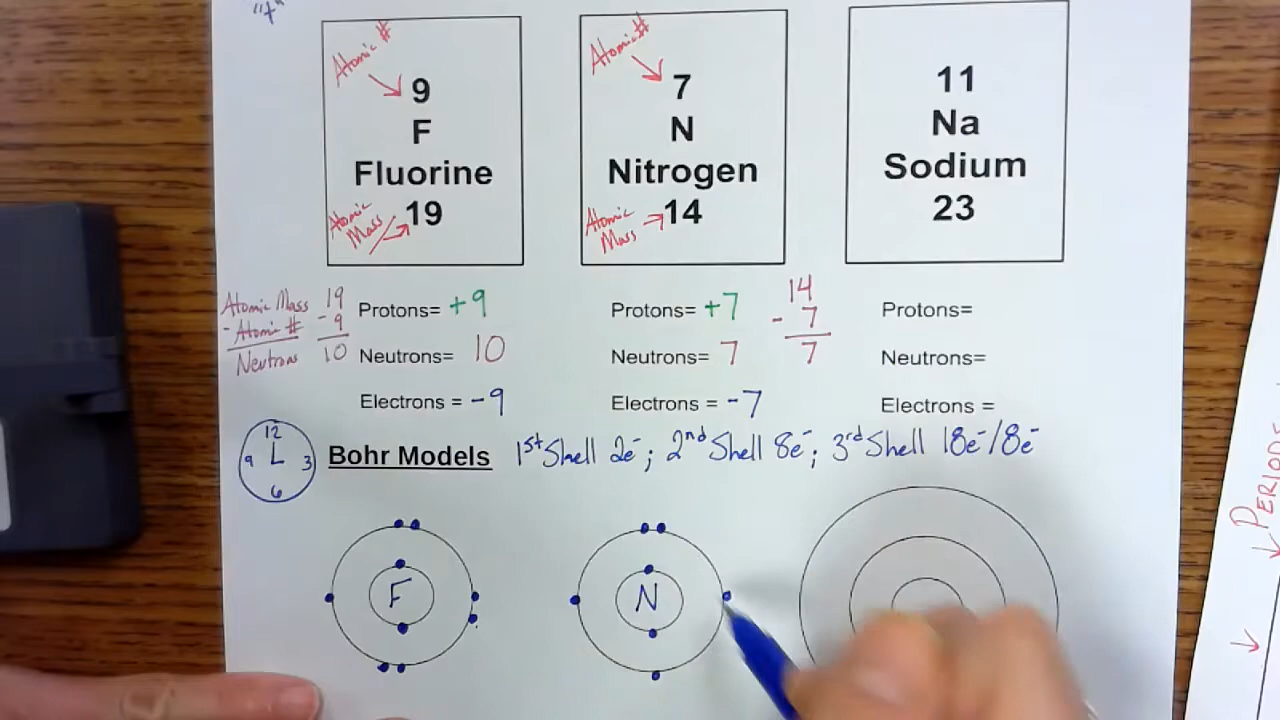 "t"
Atomic #
9
F
Fluorine
Atomic
Mass
19
Atomic #
7
N
Nitrogen
Atomic
Mass
14
11
Na
Sodium
23
Atomic Mass 19
- Atomic # - 9
Neutrons 10
Protons= +9
Neutrons= 10
Electrons = -9
Protons= +7
Neutrons= 7
Electrons = -7
14
- 7
7
Protons=
Neutrons=
Electrons =
12
9 3
6
Bohr Models 1st Shell 2e-; 2nd Shell 8e-; 3rd Shell 18e-/8e-
F
N
PERIODS